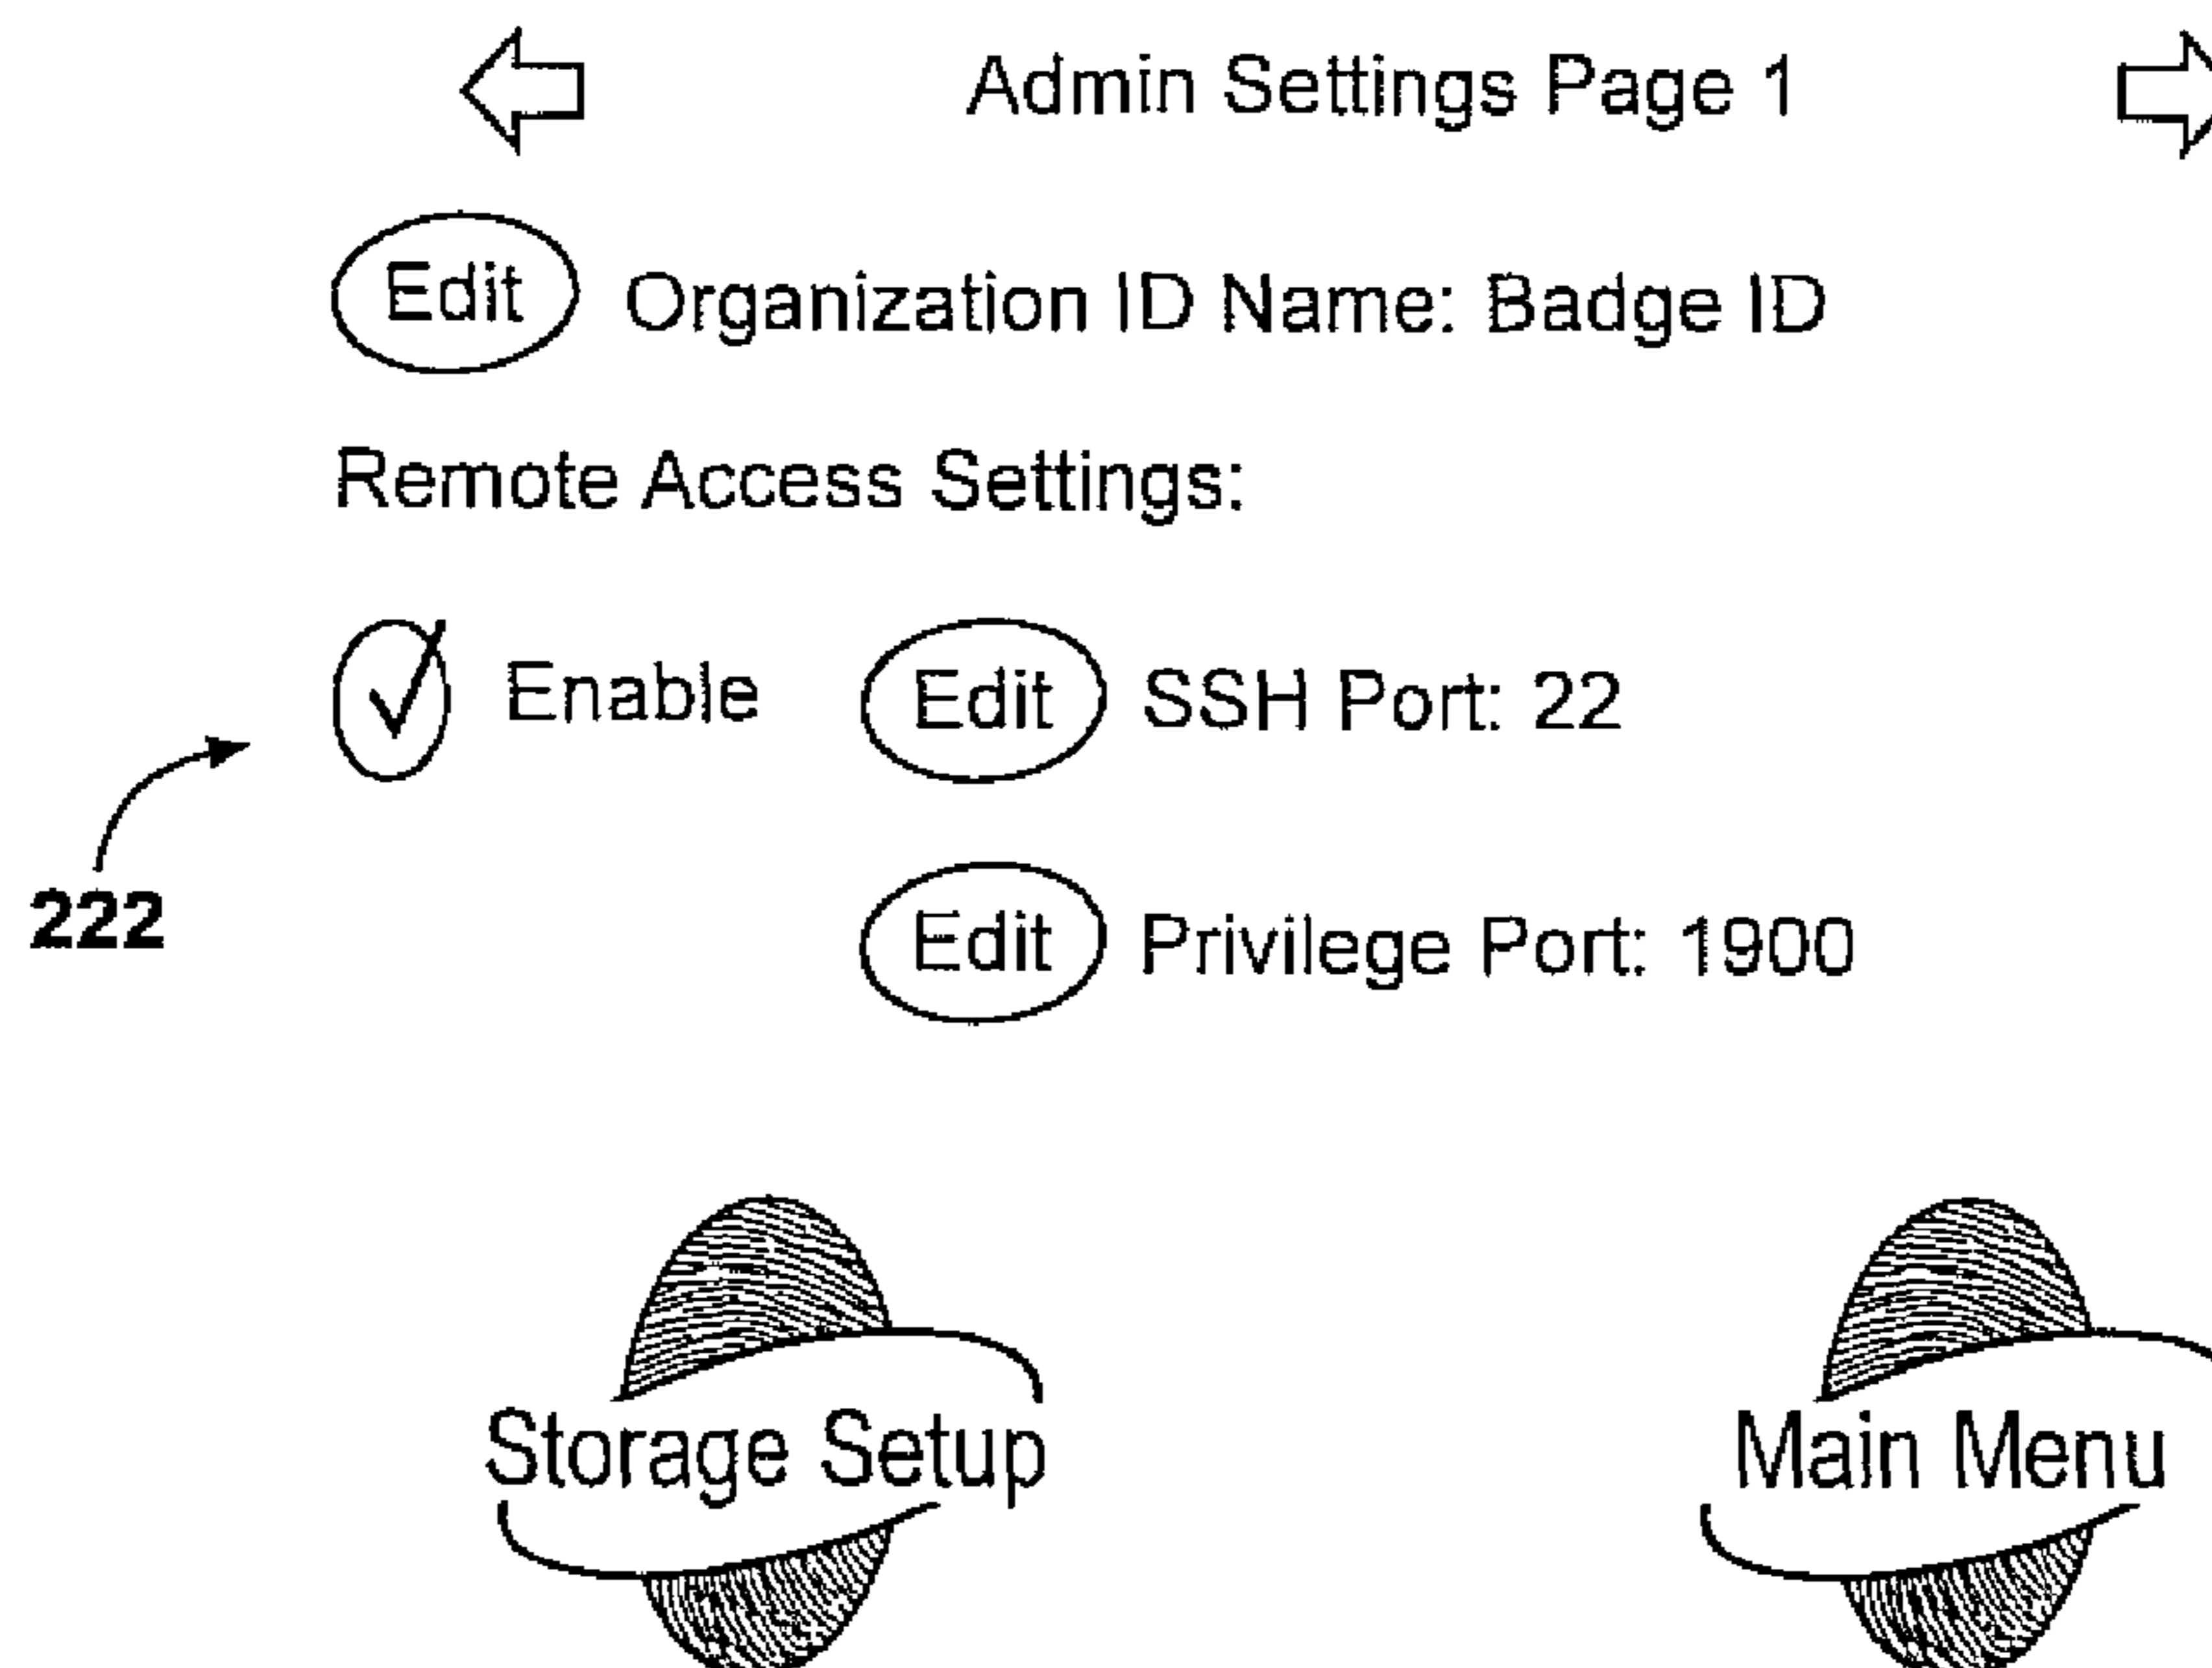 Admin Settings Page 1
Edit Organization ID Name: Badge ID
Remote Access Settings:
Enable Edit SSH Port: 22
222
Edit Privilege Port: 1900
Storage Setup Main Menu